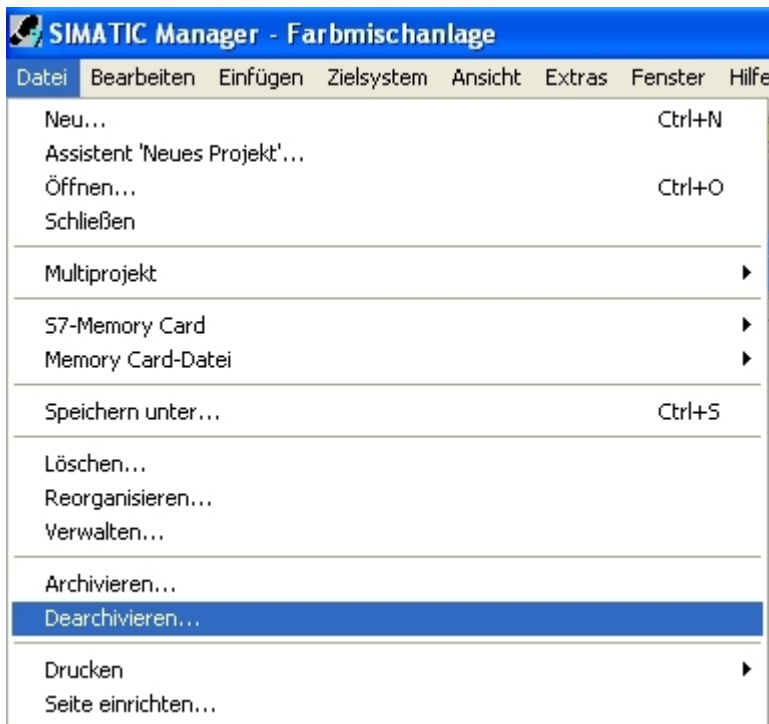 SIMATIC Manager - Farbmischanlage
Datei Bearbeiten Einfügen Zielsystem Ansicht Extras Fenster Hilfe
Neu... Ctrl+N
Assistent 'Neues Projekt'...
Öffnen... Ctrl+O
Schließen
Multiprojekt
S7-Memory Card
Memory Card-Datei
Speichern unter... Ctrl+S
Löschen...
Reorganisieren...
Verwalten...
Archivieren...
Dearchivieren...
Drucken
Seite einrichten...